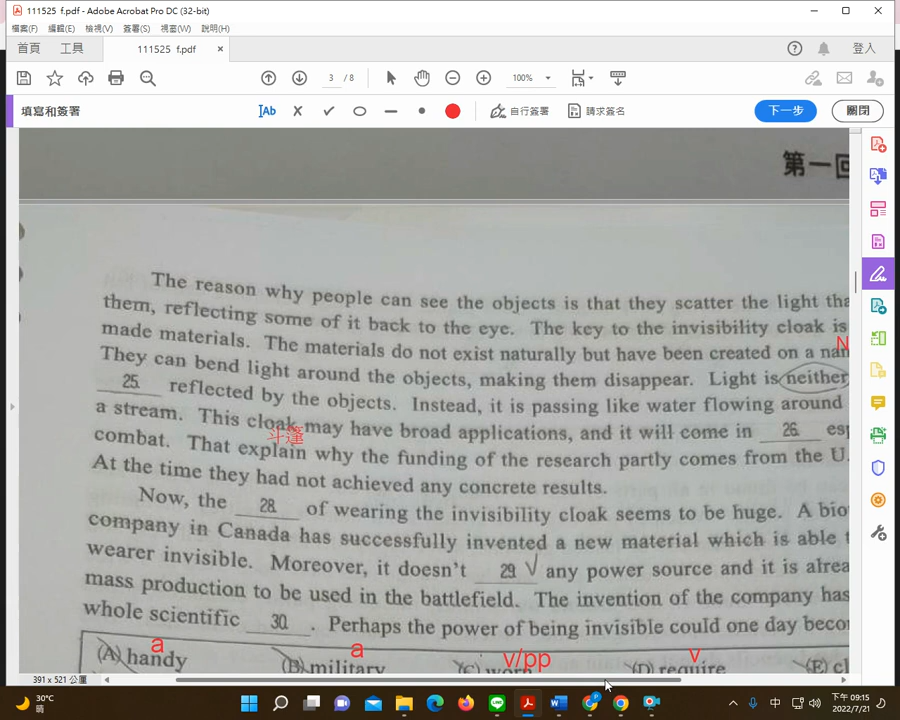 111525 f.pdf - Adobe Acrobat Pro DC (32-bit)
檔案(F) 編輯(E) 檢視(V) 簽署(S) 視窗(W) 說明(H)
首頁 工具 111525 f.pdf × 登入
3 / 8 100%
填寫和簽署 Ab 自行簽署 請求簽名 下一步 關閉
第一回
The reason why people can see the objects is that they scatter the light tha
them, reflecting some of it back to the eye. The key to the invisibility cloak is
made materials. The materials do not exist naturally but have been created on a nan
N
They can bend light around the objects, making them disappear. Light is neither
25. reflected by the objects. Instead, it is passing like water flowing around
a stream. This cloak may have broad applications, and it will come in 26. esp
斗篷
combat. That explain why the funding of the research partly comes from the U.
At the time they had not achieved any concrete results.
Now, the 28. of wearing the invisibility cloak seems to be huge. A bio
company in Canada has successfully invented a new material which is able t
wearer invisible. Moreover, it doesn't 29. √ any power source and it is alrea
mass production to be used in the battlefield. The invention of the company has
whole scientific 30. . Perhaps the power of being invisible could one day becor
a a v/pp v
(A) handy (B) military (C) worn (D) require (E) cl
391 x 521 公釐
30°C
晴
中
下午 09:15
2022/7/21